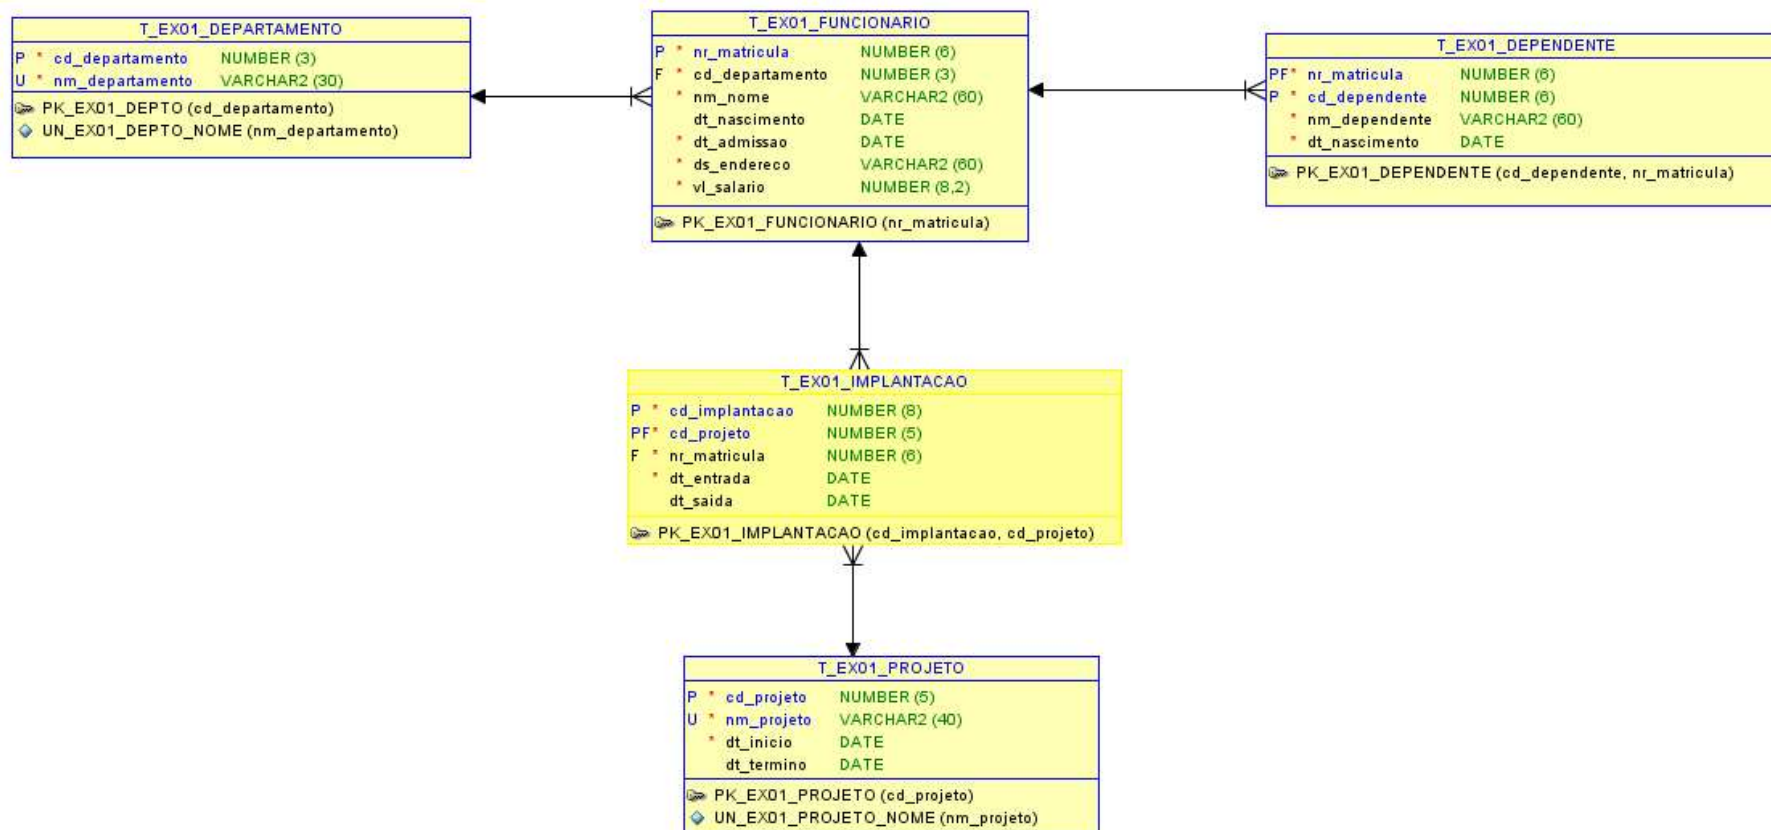 T_EX01_DEPARTAMENTO
P * cd_departamento NUMBER (3)
U * nm_departamento VARCHAR2 (30)
PK_EX01_DEPTO (cd_departamento)
UN_EX01_DEPTO_NOME (nm_departamento)
T_EX01_FUNCIONARIO
P * nr_matricula NUMBER (6)
F * cd_departamento NUMBER (3)
* nm_nome VARCHAR2 (60)
dt_nascimento DATE
* dt_admissao DATE
* ds_endereco VARCHAR2 (60)
* vl_salario NUMBER (8,2)
PK_EX01_FUNCIONARIO (nr_matricula)
T_EX01_DEPENDENTE
PF* nr_matricula NUMBER (6)
P * cd_dependente NUMBER (6)
* nm_dependente VARCHAR2 (60)
* dt_nascimento DATE
PK_EX01_DEPENDENTE (cd_dependente, nr_matricula)
T_EX01_IMPLANTACAO
P * cd_implantacao NUMBER (8)
PF* cd_projeto NUMBER (5)
F * nr_matricula NUMBER (6)
* dt_entrada DATE
dt_saida DATE
PK_EX01_IMPLANTACAO (cd_implantacao, cd_projeto)
T_EX01_PROJETO
P * cd_projeto NUMBER (5)
U * nm_projeto VARCHAR2 (40)
* dt_inicio DATE
dt_termino DATE
PK_EX01_PROJETO (cd_projeto)
UN_EX01_PROJETO_NOME (nm_projeto)